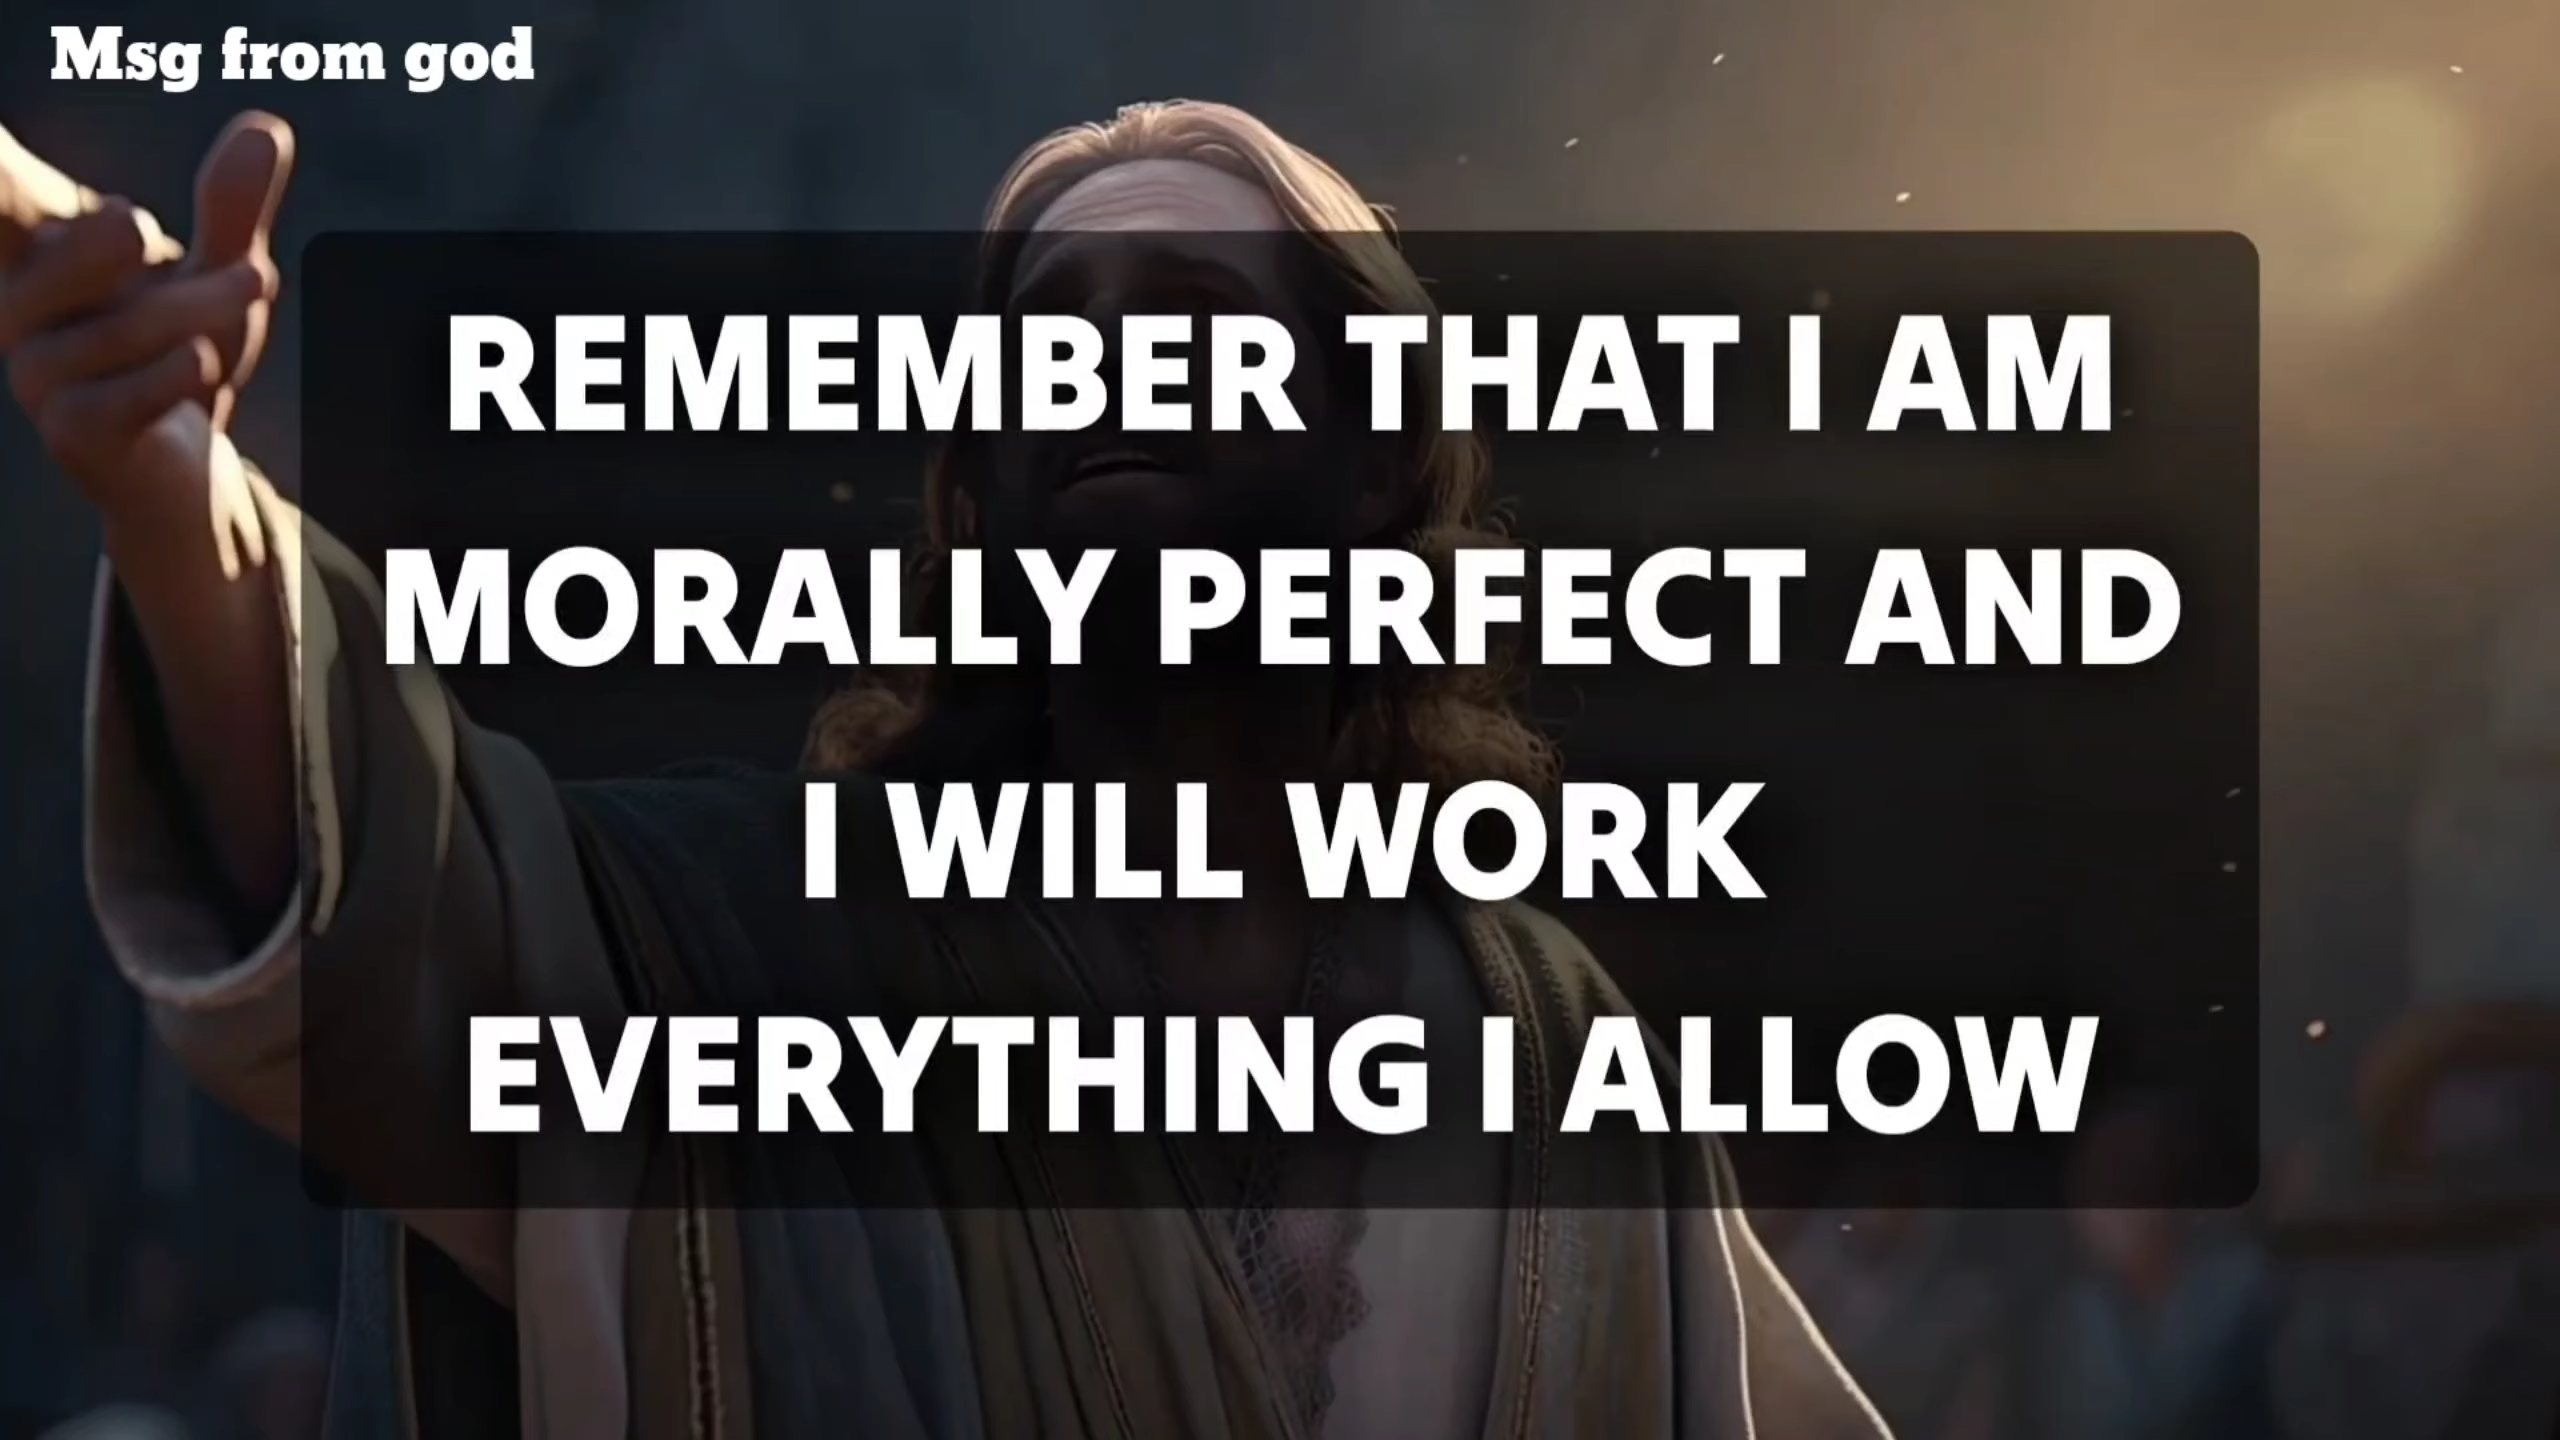 Msg from god
REMEMBER THAT I AM
MORALLY PERFECT AND
I WILL WORK
EVERYTHING I ALLOW